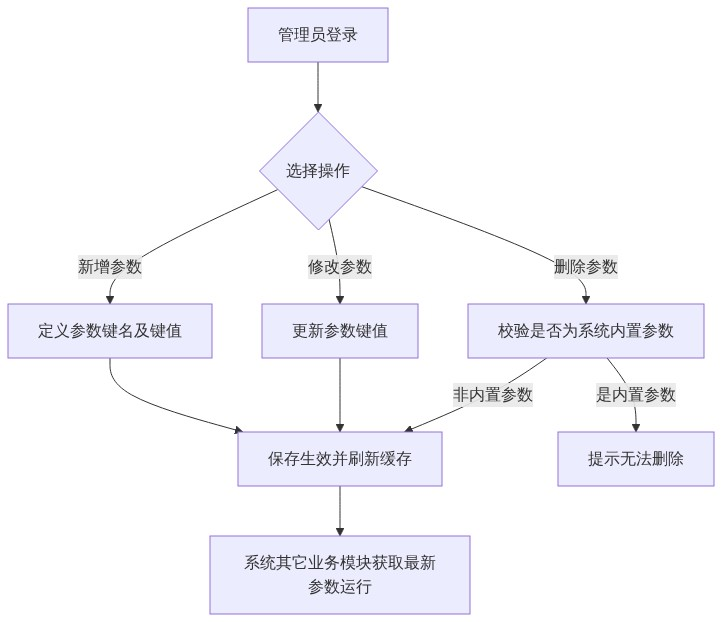 管理员登录
选择操作
新增参数
修改参数
删除参数
定义参数键名及键值
更新参数键值
校验是否为系统内置参数
非内置参数
是内置参数
保存生效并刷新缓存
提示无法删除
系统其它业务模块获取最新
参数运行